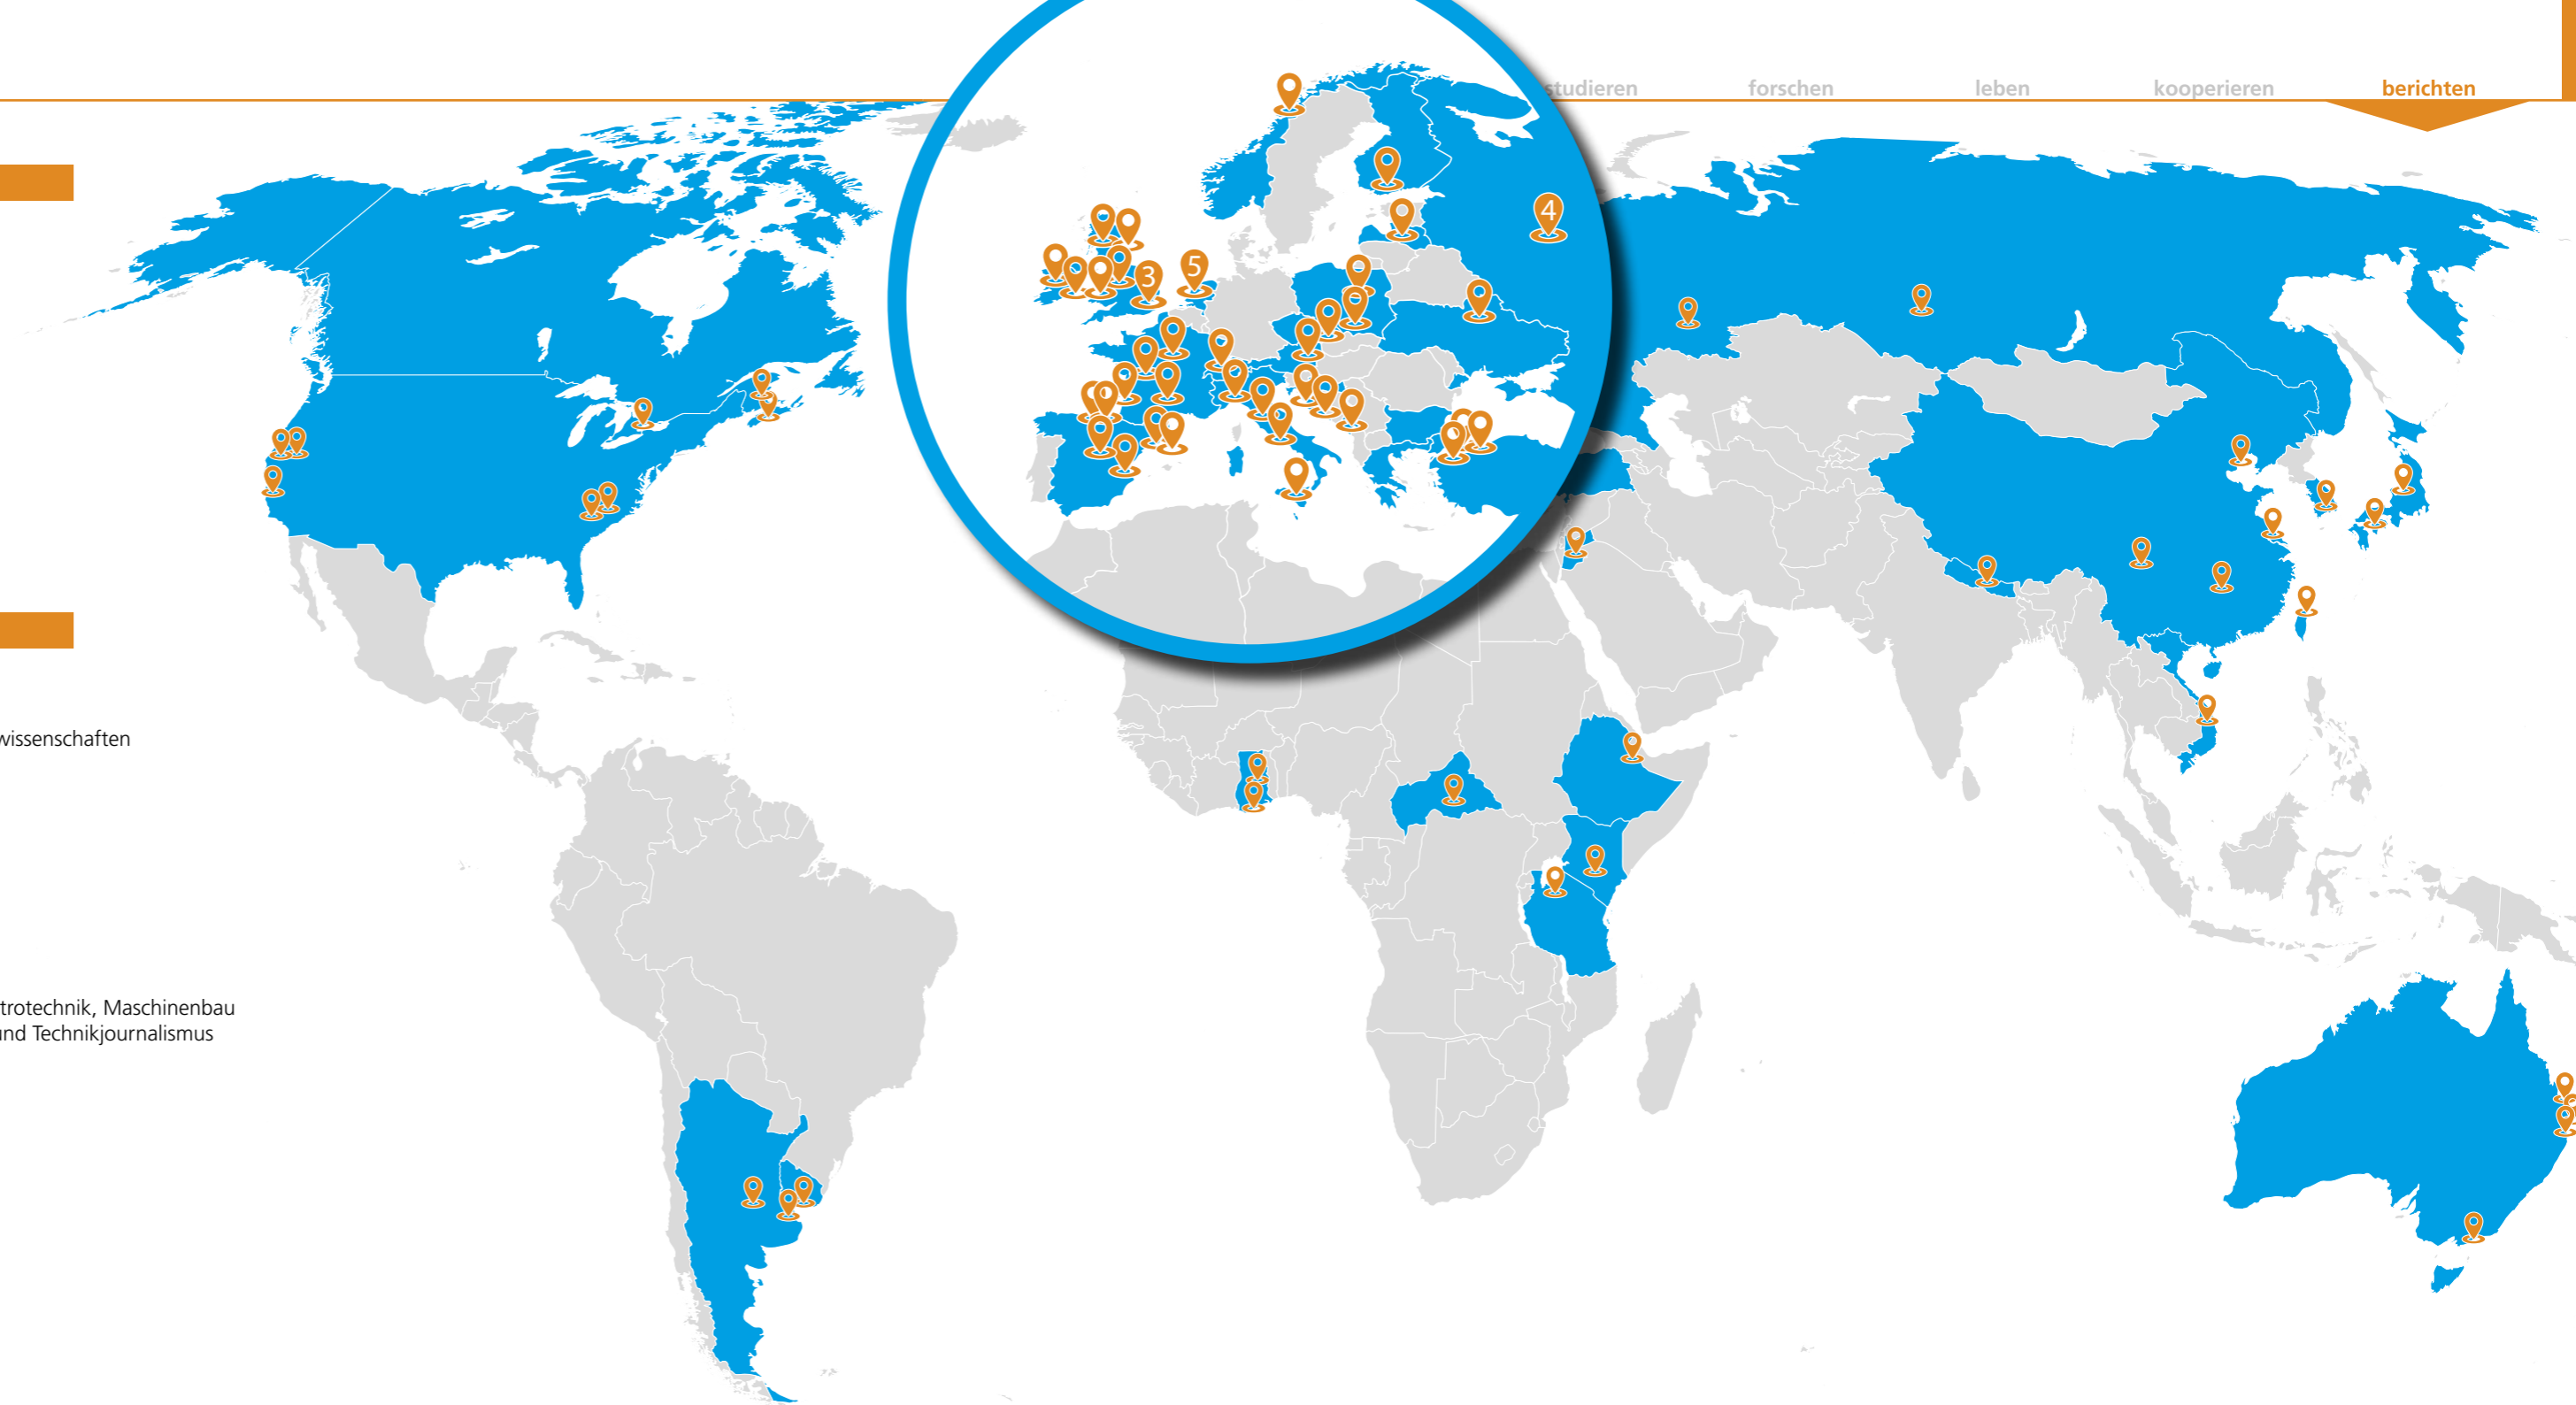 studieren forschen leben kooperieren berichten
4
5
3
wissenschaften
trotechnik, Maschinenbau
und Technikjournalismus